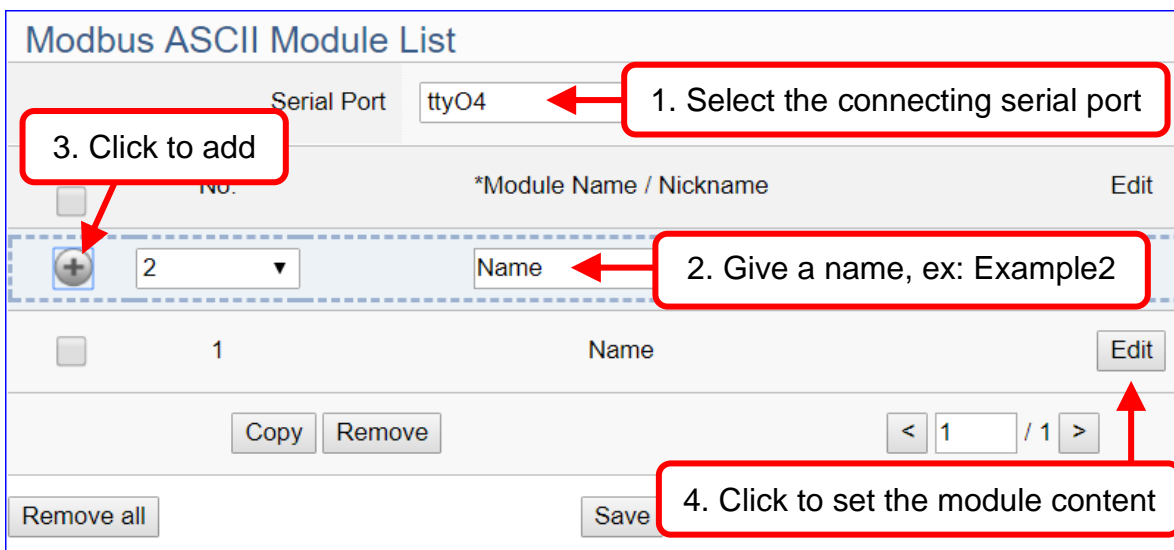 Modbus ASCII Module List
Serial Port ttyO4 1. Select the connecting serial port
3. Click to add
No. *Module Name / Nickname Edit
2 Name 2. Give a name, ex: Example2
1 Name Edit
Copy Remove < 1 / 1 >
4. Click to set the module content
Remove all Save